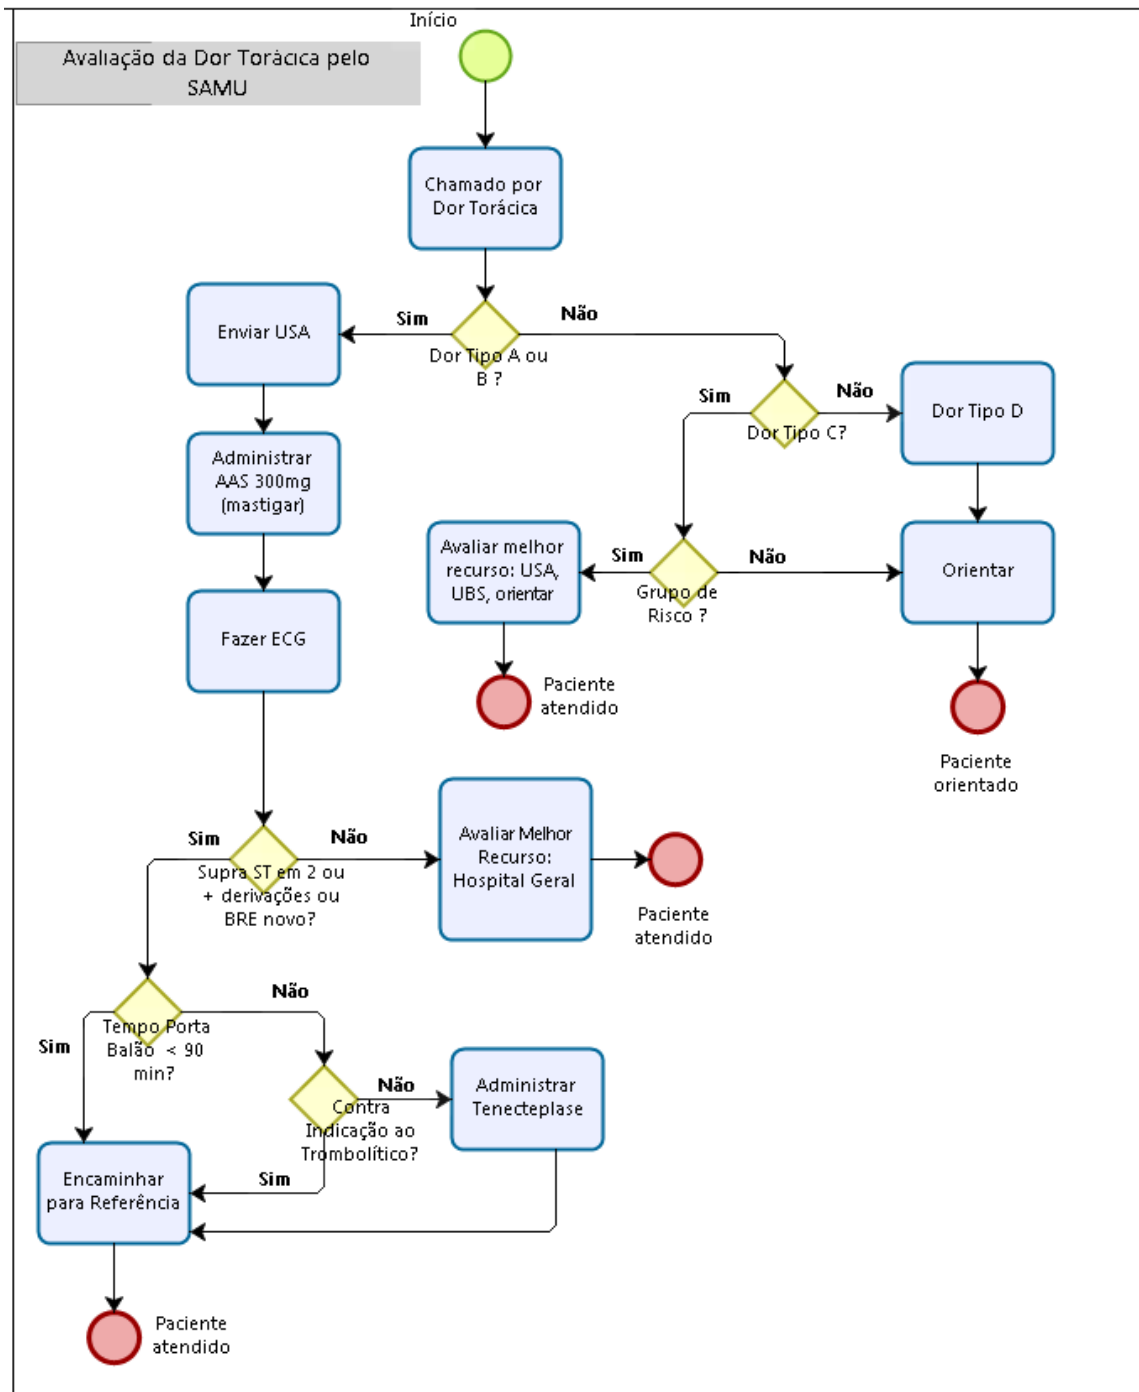 Início
Avaliação da Dor Torácica pelo
SAMU
Chamado por
Dor Torácica
Enviar USA
Sim
Não
Dor Tipo A ou
B ?
Sim
Não
Dor Tipo C?
Dor Tipo D
Administrar
AAS 300mg
(mastigar)
Avaliar melhor
recurso: USA,
UBS, orientar
Sim
Não
Grupo de
Risco ?
Orientar
Fazer ECG
Paciente
atendido
Paciente
orientado
Sim
Não
Supra ST em 2 ou
+ derivações ou
BRE novo?
Avaliar Melhor
Recurso:
Hospital Geral
Paciente
atendido
Não
Sim
Tempo Porta
Balão < 90
min?
Não
Contra
Indicação ao
Trombolítico?
Administrar
Tenecteplase
Sim
Encaminhar
para Referência
Paciente
atendido